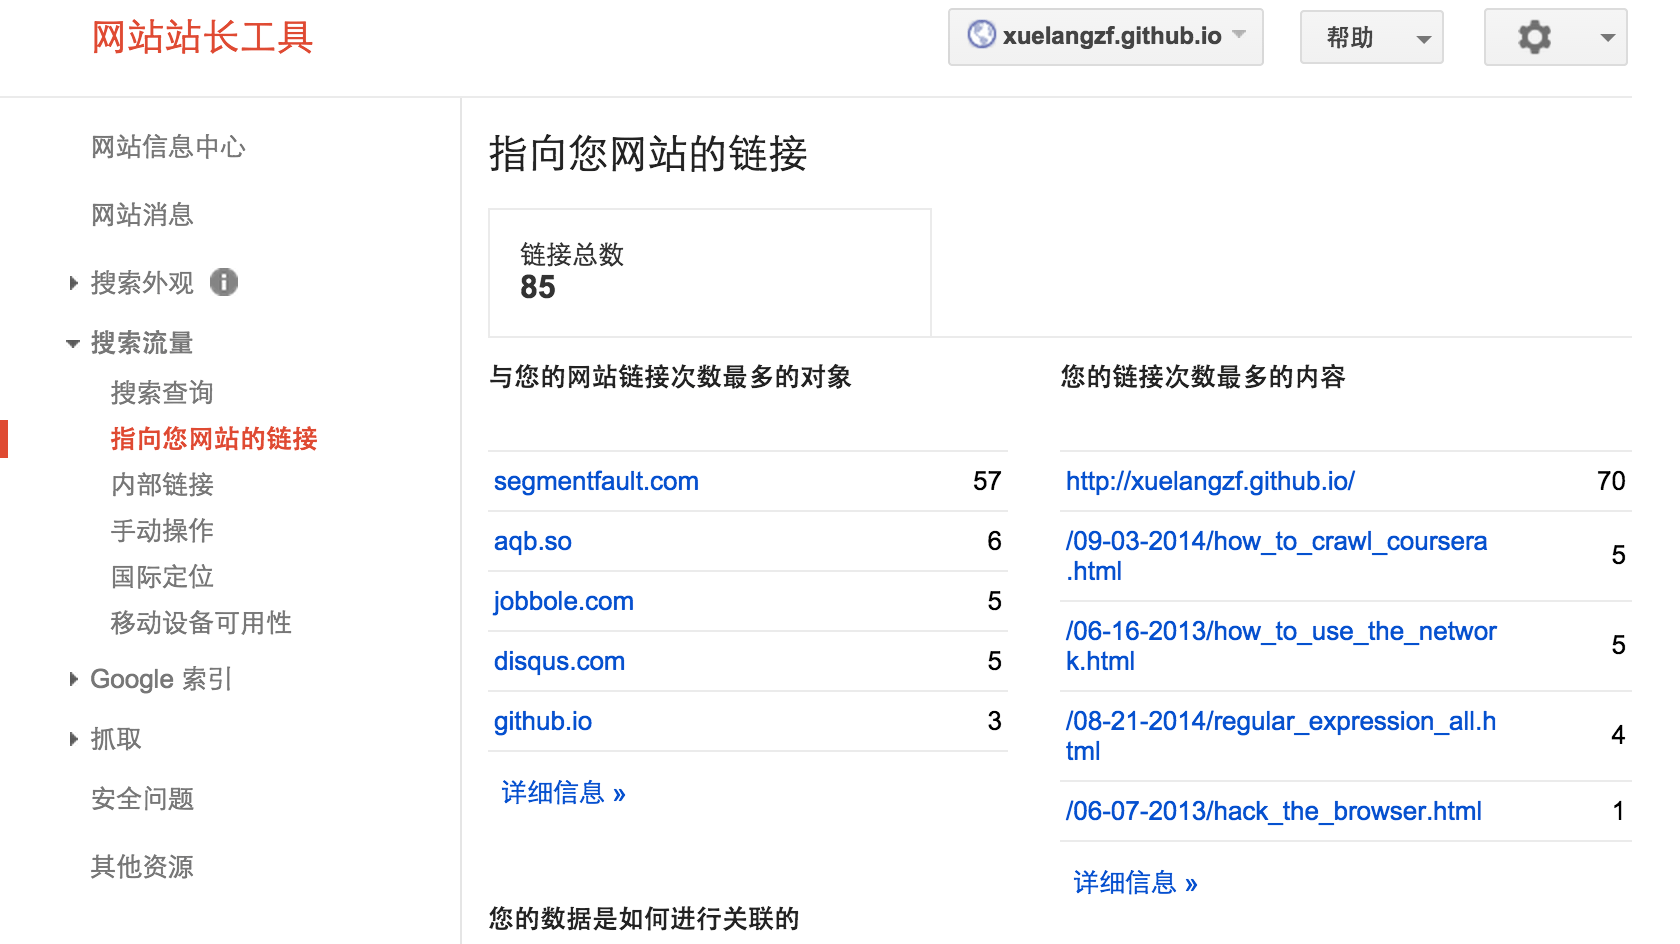 网站站长工具
xuelangzf.github.io
帮助
网站信息中心
网站消息
搜索外观
搜索流量
搜索查询
指向您网站的链接
内部链接
手动操作
国际定位
移动设备可用性
Google 索引
抓取
安全问题
其他资源
指向您网站的链接
链接总数
85
与您的网站链接次数最多的对象
segmentfault.com 57
aqb.so 6
jobbole.com 5
disqus.com 5
github.io 3
详细信息 »
您的链接次数最多的内容
http://xuelangzf.github.io/ 70
/09-03-2014/how_to_crawl_coursera
.html 5
/06-16-2013/how_to_use_the_networ
k.html 5
/08-21-2014/regular_expression_all.h
tml 4
/06-07-2013/hack_the_browser.html 1
详细信息 »
您的数据是如何进行关联的